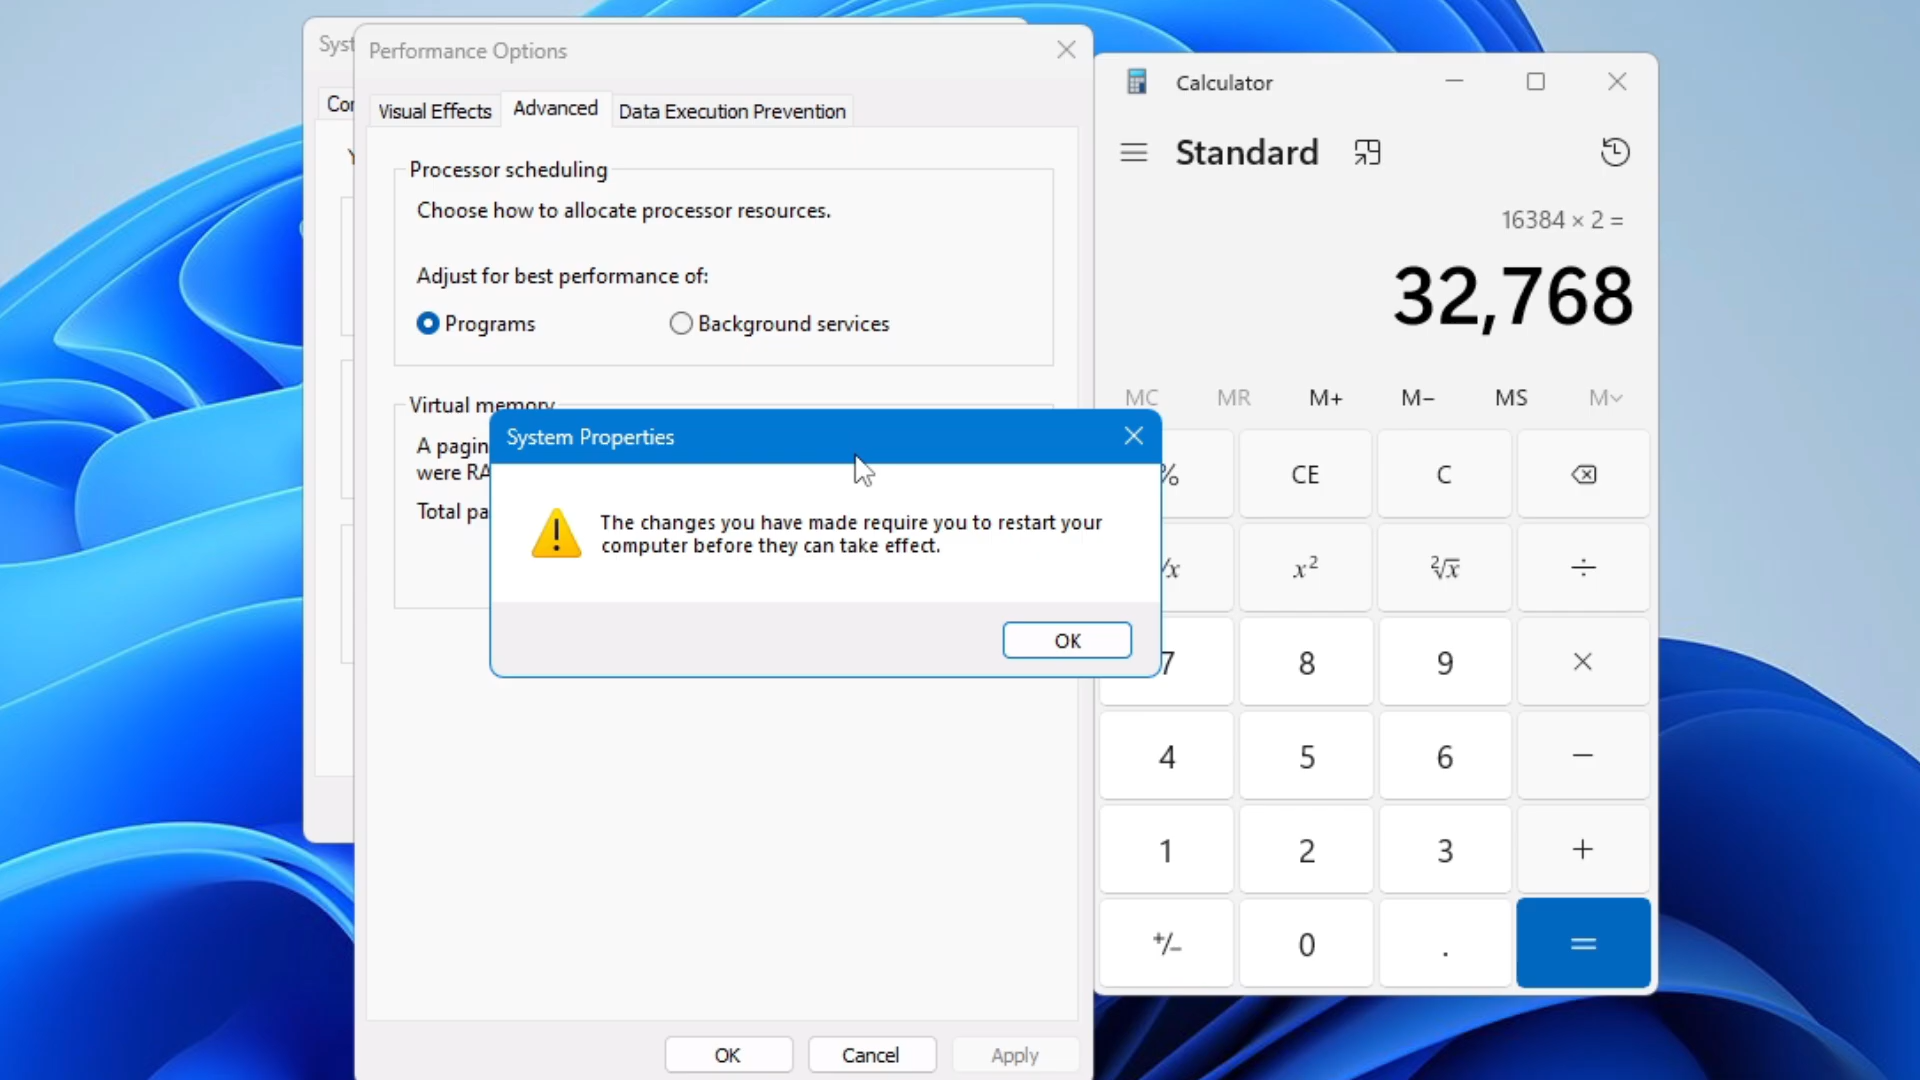 Syst
Performance Options
Con
Visual Effects
Advanced
Data Execution Prevention
Y
Processor scheduling
Choose how to allocate processor resources.
Adjust for best performance of:
Programs
Background services
Virtual memory
A pagin
were RA
Total pa
System Properties
The changes you have made require you to restart your
computer before they can take effect.
OK
OK
Cancel
Apply
Calculator
Standard
16384 × 2 =
32,768
MC MR M+ M− MS M
% CE C
/x x² ²√x ÷
7 8 9 ×
4 5 6 −
1 2 3 +
+/− 0 . =